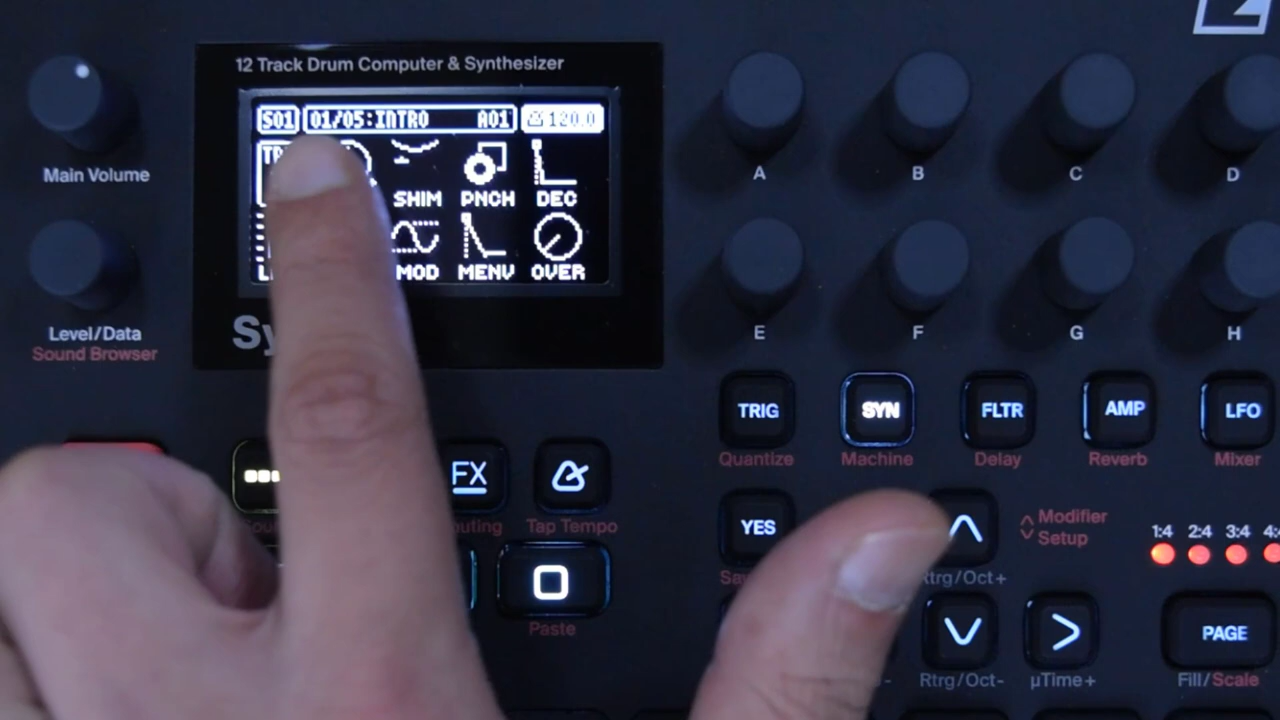 12 Track Drum Computer & Synthesizer
S01 01/05:INTRO A01 120.0
SHIM PNCH DEC
MOD MENV OVER
Main Volume
Level/Data
Sound Browser
A B C D
E F G H
TRIG SYN FLTR AMP LFO
Quantize Machine Delay Reverb Mixer
FX
Tap Tempo
YES
Modifier
Setup
1:4 2:4 3:4
Rtrg/Oct+
PAGE
Paste
Rtrg/Oct- µTime+ Fill/Scale